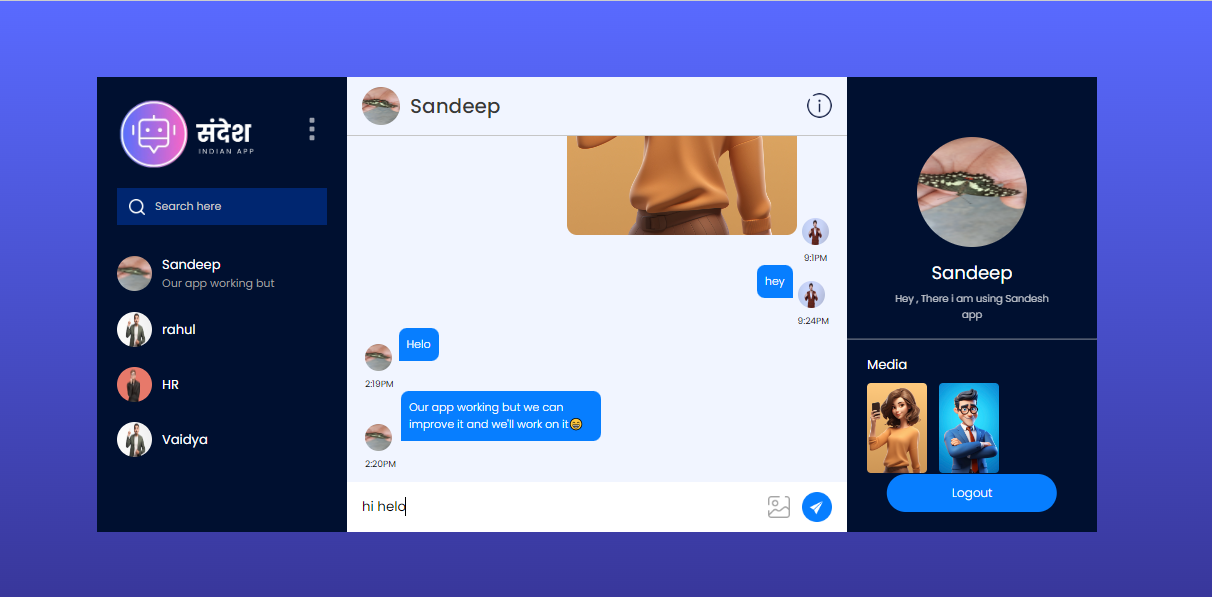 संदेश
INDIAN APP
Search here
Sandeep
Our app working but
rahul
HR
Vaidya
Sandeep
9:1PM
hey
9:24PM
Helo
2:19PM
Our app working but we can
improve it and we'll work on it😄
2:20PM
hi helo
Sandeep
Hey , There i am using Sandesh
app
Media
Logout